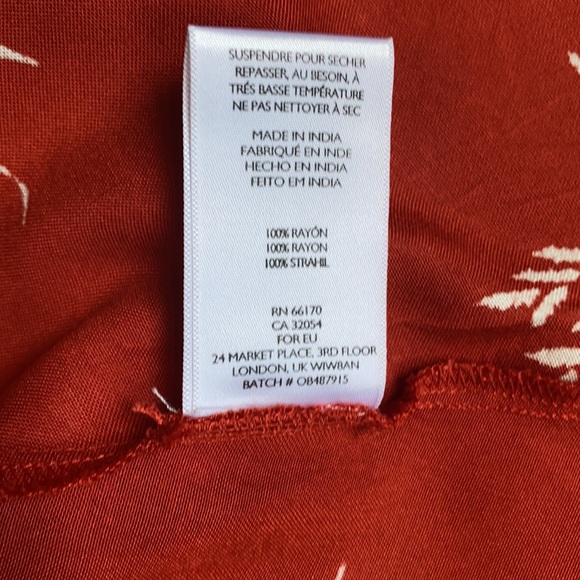 SUSPENDRE POUR SECHER
REPASSER, AU BESOIN, À
TRÉS BASSE TEMPÉRATURE
NE PAS NETTOYER À SEC
MADE IN INDIA
FABRIQUÉ EN INDE
HECHO EN INDIA
FEITO EM INDIA
100% RAYÓN
100% RAYON
100% STRAHL
RN 66170
CA 32054
FOR EU
24 MARKET PLACE, 3RD FLOOR
LONDON, UK W1W8AN
BATCH # OB487915